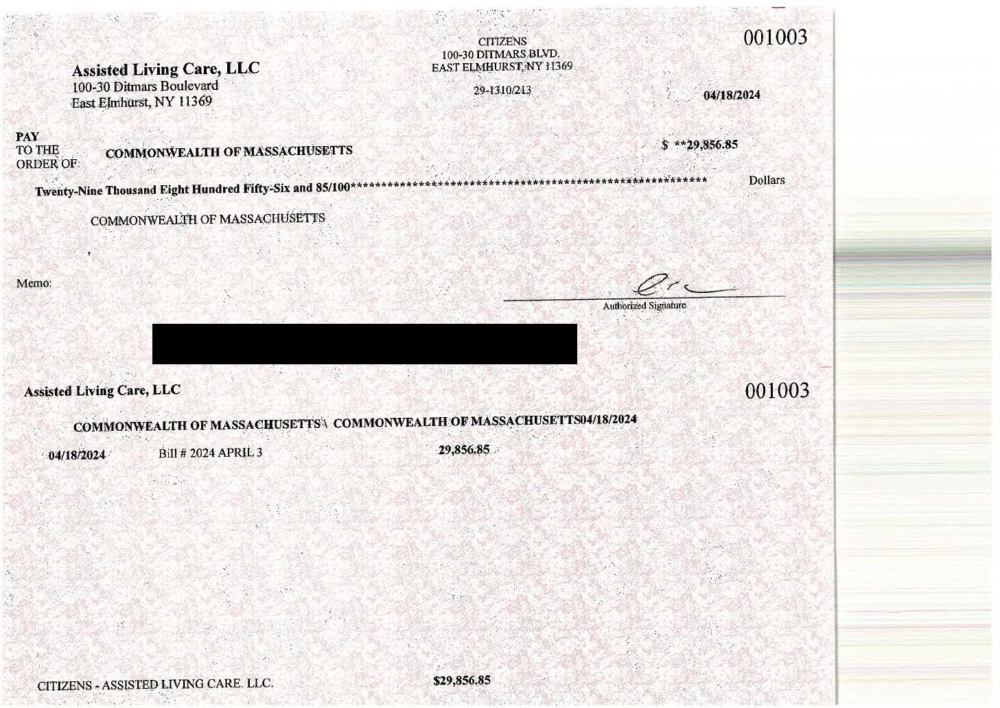 001003
CITIZENS
100-30 DITMARS BLVD.
EAST ELMHURST, NY 11369
29-1310/213
Assisted Living Care, LLC
100-30 Ditmars Boulevard
East Elmhurst, NY 11369
04/18/2024
PAY
TO THE
ORDER OF:
COMMONWEALTH OF MASSACHUSETTS
$ **29,856.85
Twenty-Nine Thousand Eight Hundred Fifty-Six and 85/100********************************************************** Dollars
COMMONWEALTH OF MASSACHUSETTS
,
Memo:
Authorized Signature
Assisted Living Care, LLC
001003
COMMONWEALTH OF MASSACHUSETTS\ COMMONWEALTH OF MASSACHUSETTS04/18/2024
04/18/2024 Bill # 2024 APRIL 3 29,856.85
CITIZENS - ASSISTED LIVING CARE. LLC. $29,856.85